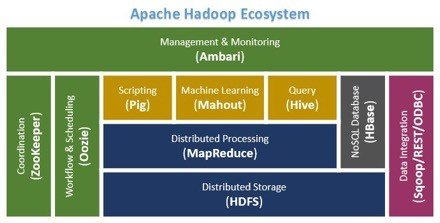 Apache Hadoop Ecosystem
Management & Monitoring
(Ambari)
Coordination
(ZooKeeper)
Workflow & Scheduling
(Oozie)
Scripting
(Pig)
Machine Learning
(Mahout)
Query
(Hive)
Distributed Processing
(MapReduce)
Distributed Storage
(HDFS)
NoSQL Database
(HBase)
Data Integration
(Sqoop/REST/ODBC)